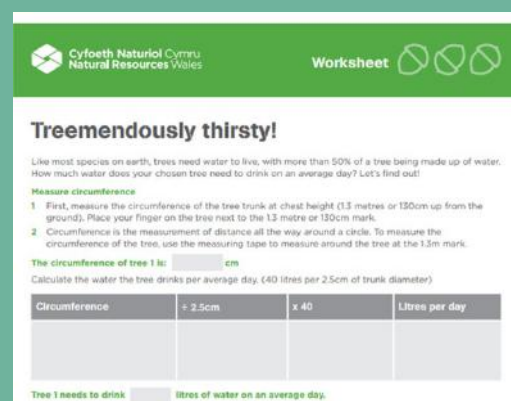 Cyfoeth Naturiol Cymru
Natural Resources Wales
Worksheet
Treemendously thirsty!
Like most species on earth, trees need water to live, with more than 50% of a tree being made up of water.
How much water does your chosen tree need to drink on an average day? Let's find out!
Measure circumference
1 First, measure the circumference of the tree trunk at chest height (1.3 metres or 130cm up from the
ground). Place your finger on the tree next to the 1.3 metre or 130cm mark.
2 Circumference is the measurement of distance all the way around a circle. To measure the
circumference of the tree, use the measuring tape to measure around the tree at the 1.3m mark.
The circumference of tree 1 is: cm
Calculate the water the tree drinks per average day. (40 litres per 2.5cm of trunk diameter)
Circumference ÷ 2.5cm x 40 Litres per day
Tree 1 needs to drink litres of water on an average day.